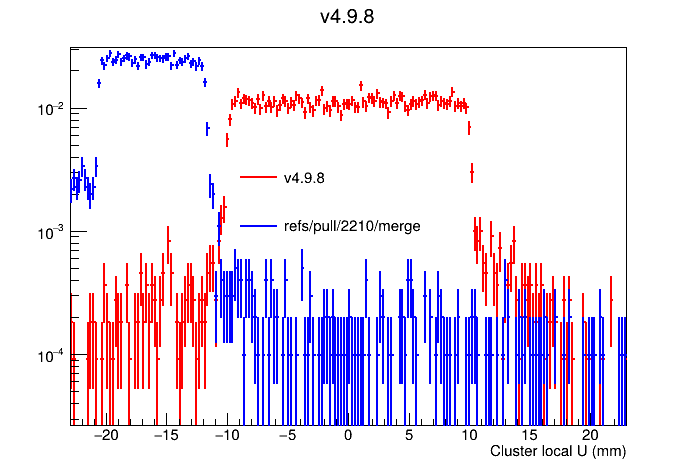 v4.9.8
10⁻²
v4.9.8
refs/pull/2210/merge
10⁻³
10⁻⁴
−20 −15 −10 −5 0 5 10 15 20
Cluster local U (mm)